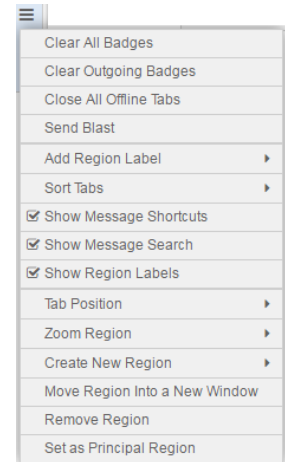 Clear All Badges
Clear Outgoing Badges
Close All Offline Tabs
Send Blast
Add Region Label
Sort Tabs
Show Message Shortcuts
Show Message Search
Show Region Labels
Tab Position
Zoom Region
Create New Region
Move Region Into a New Window
Remove Region
Set as Principal Region